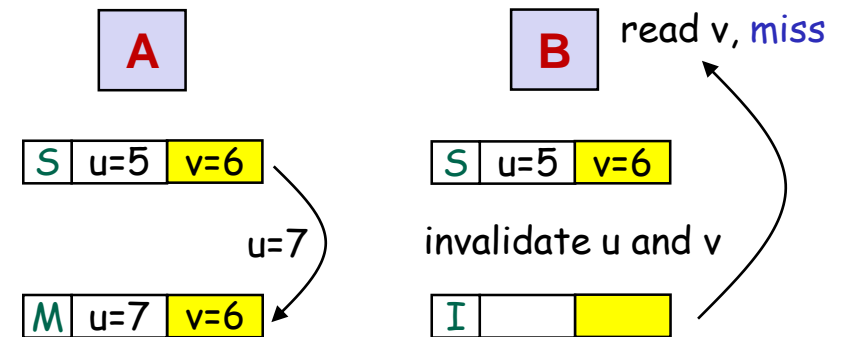 A
B
read v, miss
S u=5 v=6
S u=5 v=6
u=7
invalidate u and v
M u=7 v=6
I